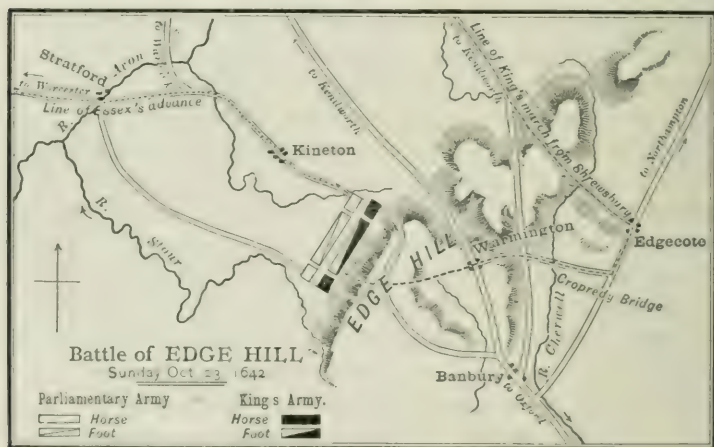 Stratford
R. Avon
to Worcester
Line of Essex's advance
Kineton
to Kenilworth
to Kenilworth
Line of King's march from Shrewsbury
to Northampton
Edgecote
Warmington
EDGE HILL
Cropredy Bridge
R. Stour
R. Cherwell
Banbury
to Oxford
Battle of EDGE HILL
Sunday Oct 23 1642
Parliamentary Army
King's Army.
Horse
Foot
Horse
Foot